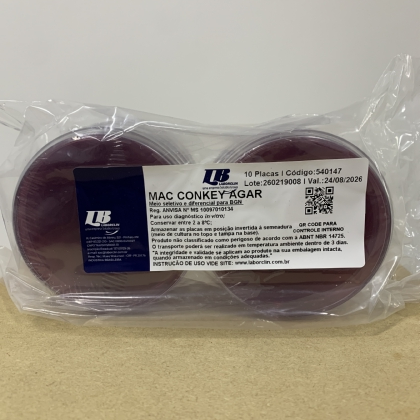 LB
LABORCLIN
10 Placas | Código:540147
Lote:260219008 | Val.:24/08/2026
MAC CONKEY AGAR
Meio seletivo e diferencial para BGN
Reg. ANVISA Nº MS 10097010134
Para uso diagnóstico in vitro;
Conservar entre 2 a 8ºC;
Armazenar as placas em posição invertida à semeadura
(meio de cultura no topo e tampa na base).
QR CODE PARA
CONTROLE INTERNO
Produto não classificado como perigoso de acordo com a ABNT NBR 14725.
O transporte poderá ser realizado em temperatura ambiente dentro de 3 dias.
"A integridade e validade se aplicam ao produto na sua embalagem intacta,
quando armazenado em condições adequadas."
INSTRUÇÃO DE USO VIDE SITE: www.laborclin.com.br
LB
LABORCLIN